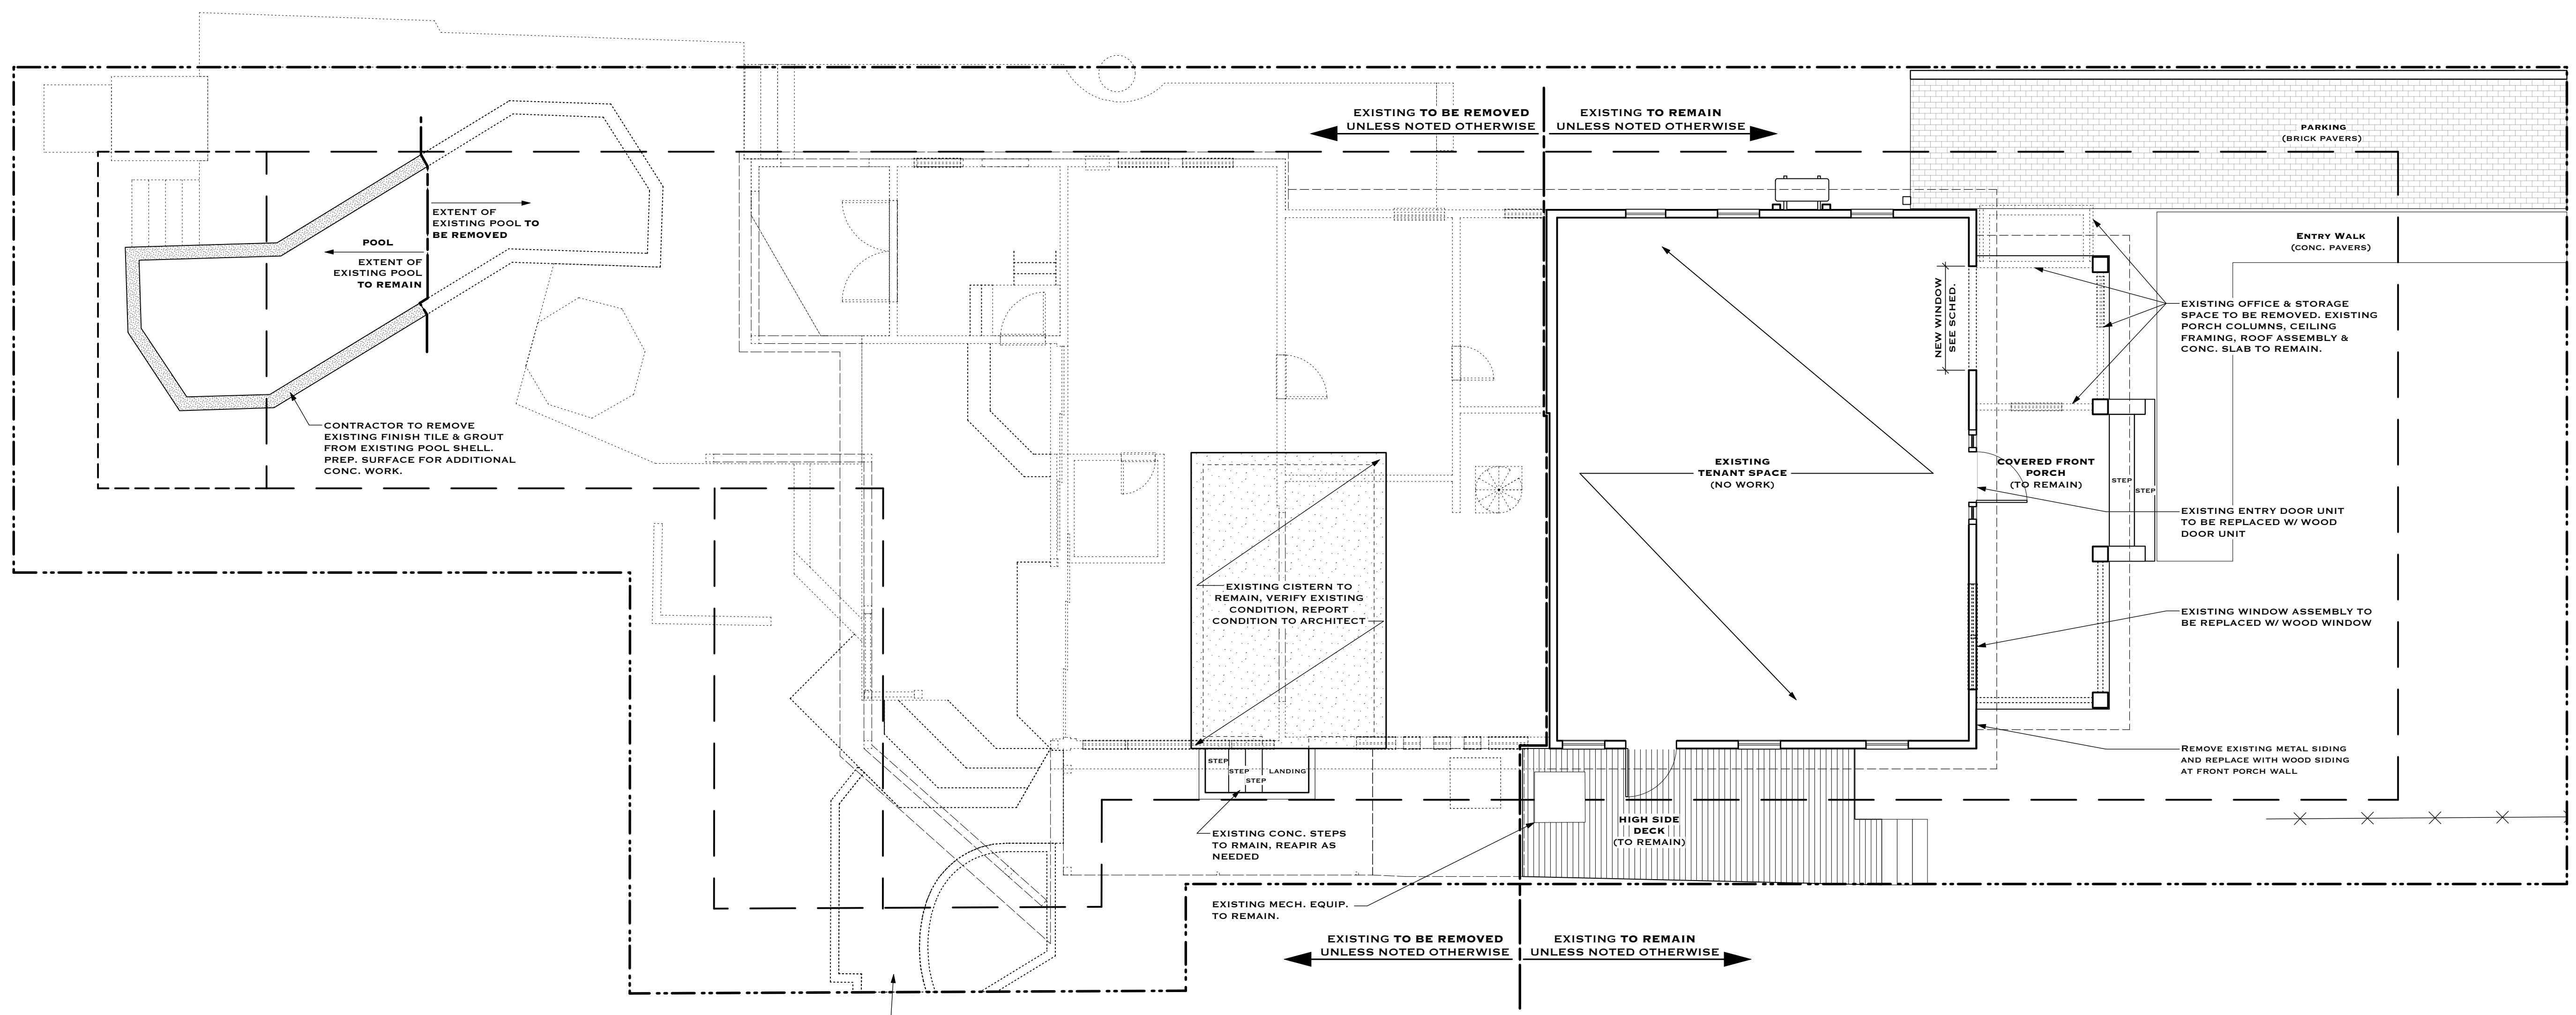 EXISTING TO BE REMOVED
UNLESS NOTED OTHERWISE
EXISTING TO REMAIN
UNLESS NOTED OTHERWISE
PARKING
(BRICK PAVERS)
EXTENT OF
EXISTING POOL TO
BE REMOVED
POOL
EXTENT OF
EXISTING POOL
TO REMAIN
ENTRY WALK
(CONC. PAVERS)
NEW WINDOW
SEE SCHED.
EXISTING OFFICE & STORAGE
SPACE TO BE REMOVED. EXISTING
PORCH COLUMNS, CEILING
FRAMING, ROOF ASSEMBLY &
CONC. SLAB TO REMAIN.
CONTRACTOR TO REMOVE
EXISTING FINISH TILE & GROUT
FROM EXISTING POOL SHELL.
PREP. SURFACE FOR ADDITIONAL
CONC. WORK.
EXISTING
TENANT SPACE
(NO WORK)
COVERED FRONT
PORCH
(TO REMAIN)
STEP
STEP
EXISTING ENTRY DOOR UNIT
TO BE REPLACED W/ WOOD
DOOR UNIT
EXISTING CISTERN TO
REMAIN, VERIFY EXISTING
CONDITION, REPORT
CONDITION TO ARCHITECT
EXISTING WINDOW ASSEMBLY TO
BE REPLACED W/ WOOD WINDOW
REMOVE EXISTING METAL SIDING
AND REPLACE WITH WOOD SIDING
AT FRONT PORCH WALL
STEP
STEP
STEP
LANDING
EXISTING CONC. STEPS
TO RMAIN, REAPIR AS
NEEDED
HIGH SIDE
DECK
(TO REMAIN)
EXISTING MECH. EQUIP.
TO REMAIN.
EXISTING TO BE REMOVED
UNLESS NOTED OTHERWISE
EXISTING TO REMAIN
UNLESS NOTED OTHERWISE